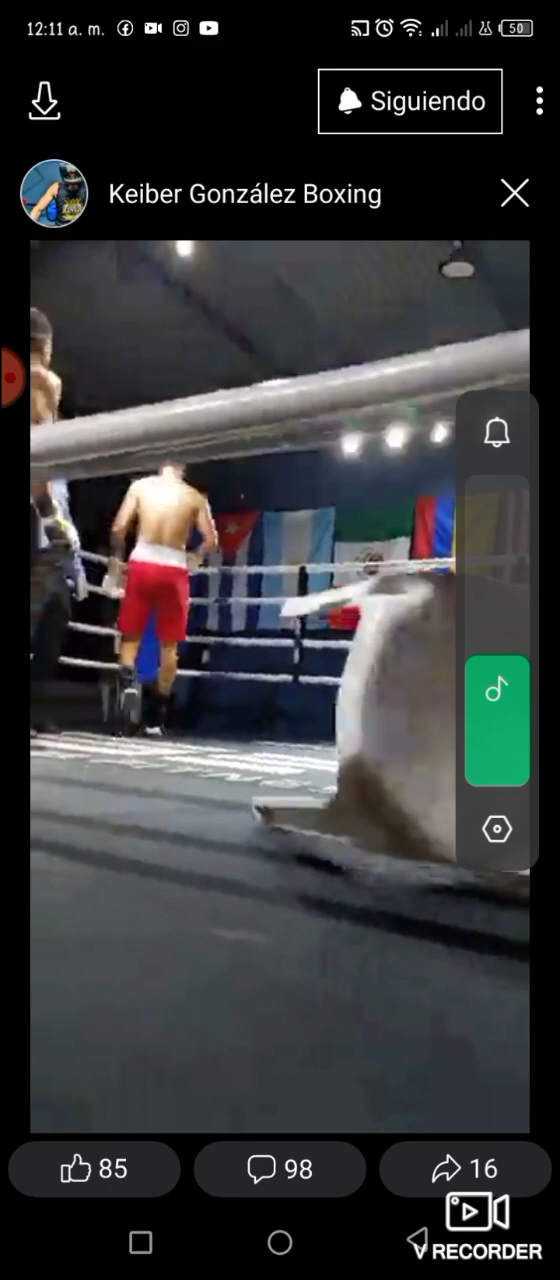 12:11 a. m.
50
Siguiendo
Keiber González Boxing
85
98
16
V RECORDER